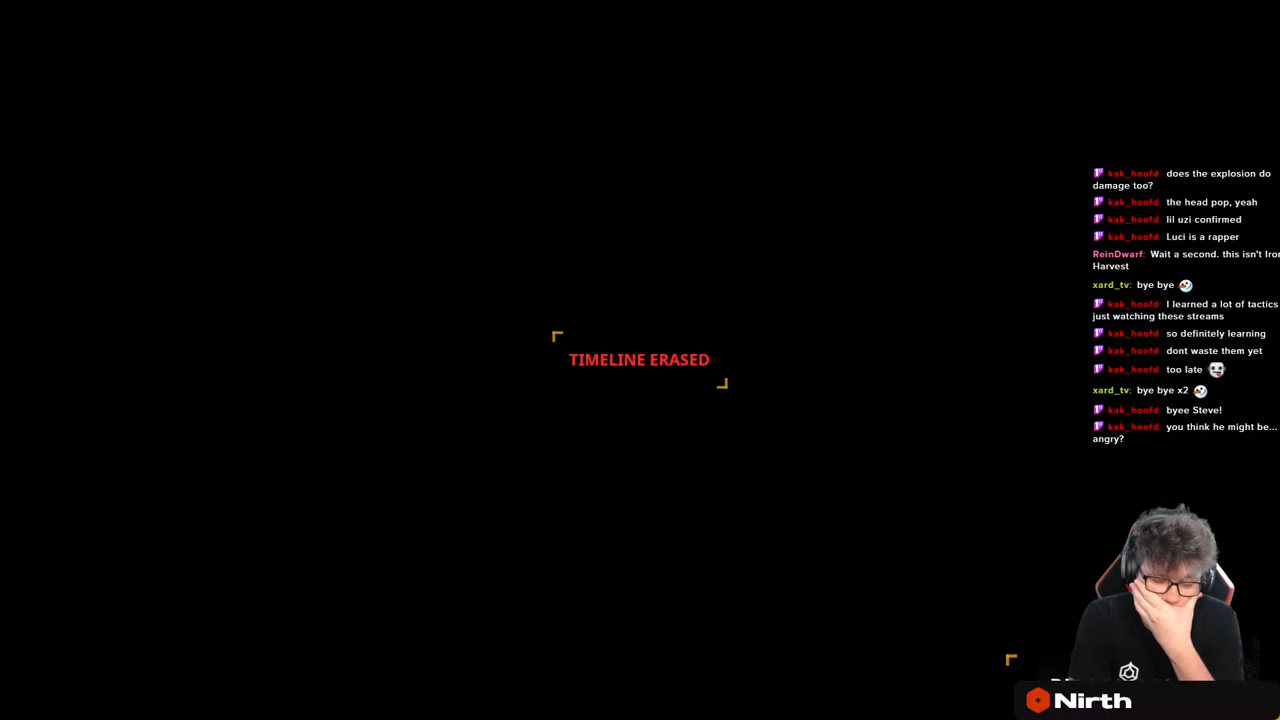 kak_hoofd: does the explosion do
damage too?
kak_hoofd: the head pop, yeah
kak_hoofd: lil uzi confirmed
kak_hoofd: Luci is a rapper
ReinDwarf: Wait a second. this isn't Iron
Harvest
xard_tv: bye bye
kak_hoofd: I learned a lot of tactics
just watching these streams
kak_hoofd: so definitely learning
kak_hoofd: dont waste them yet
TIMELINE ERASED
kak_hoofd: too late
xard_tv: bye bye x2
kak_hoofd: byee Steve!
kak_hoofd: you think he might be...
angry?
Nirth